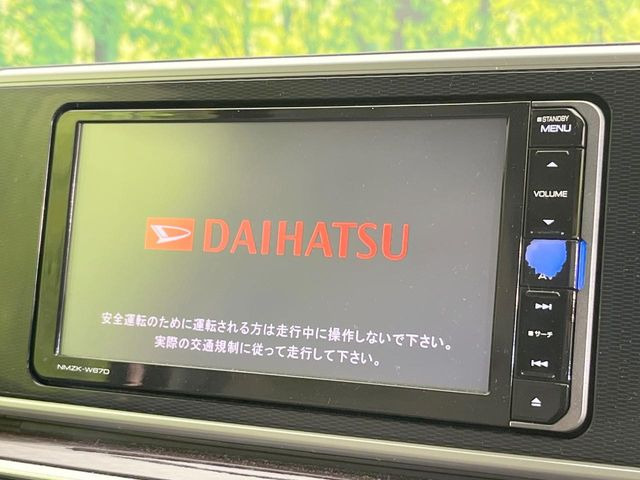 STANDBY
MENU
VOLUME
DAIHATSU
安全運転のために運転される方は走行中に操作しないで下さい。
実際の交通規制に従って走行して下さい。
サーチ
NMZK-W67D